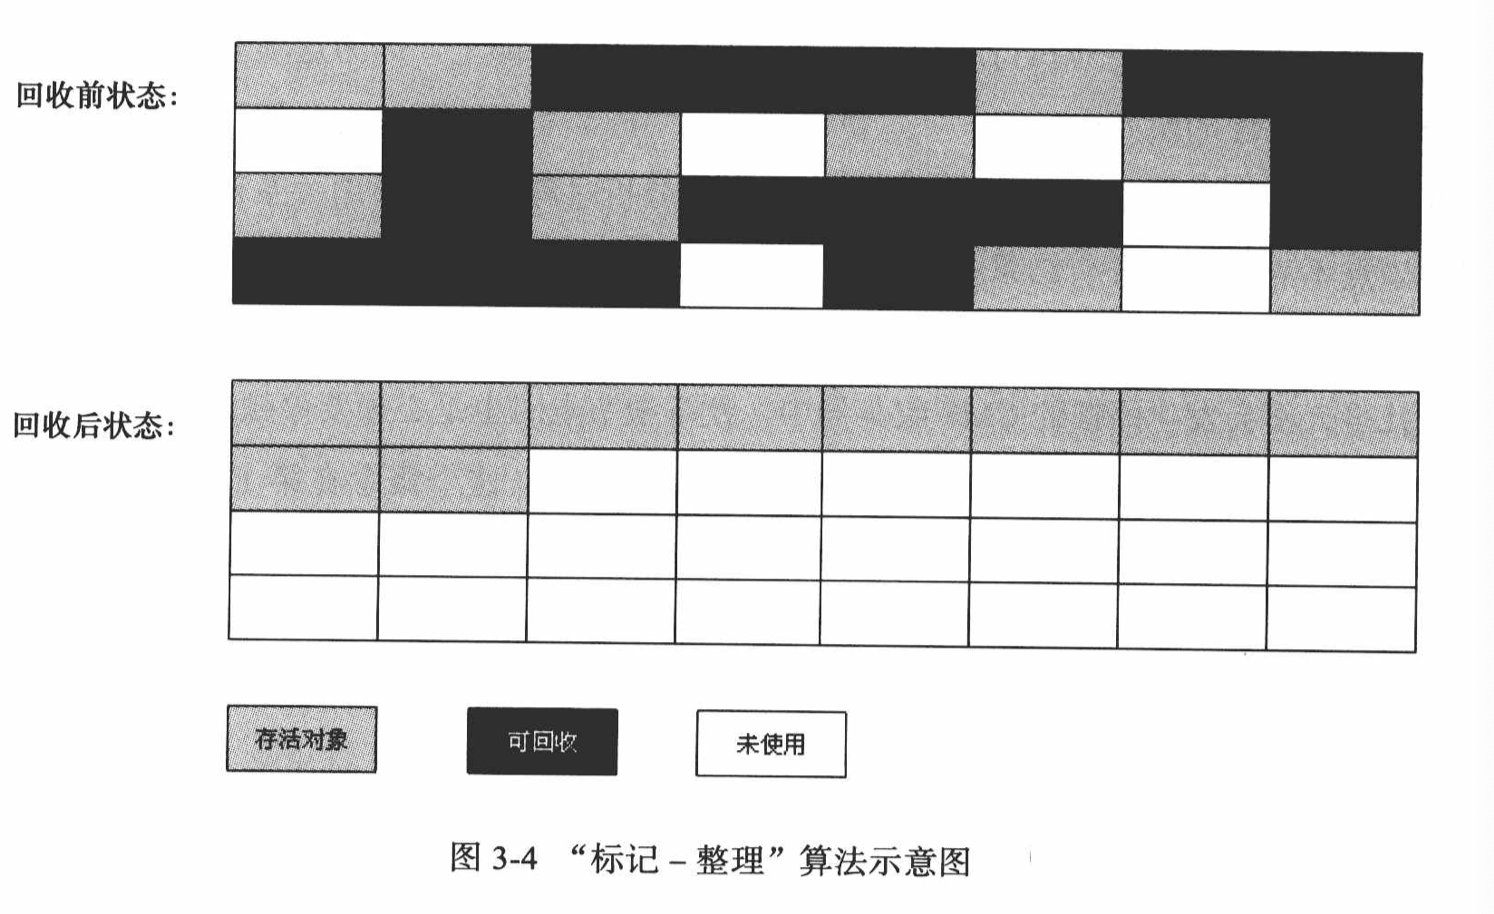 回收前状态：
回收后状态：
存活对象 可回收 未使用
图 3-4 “标记 – 整理” 算法示意图